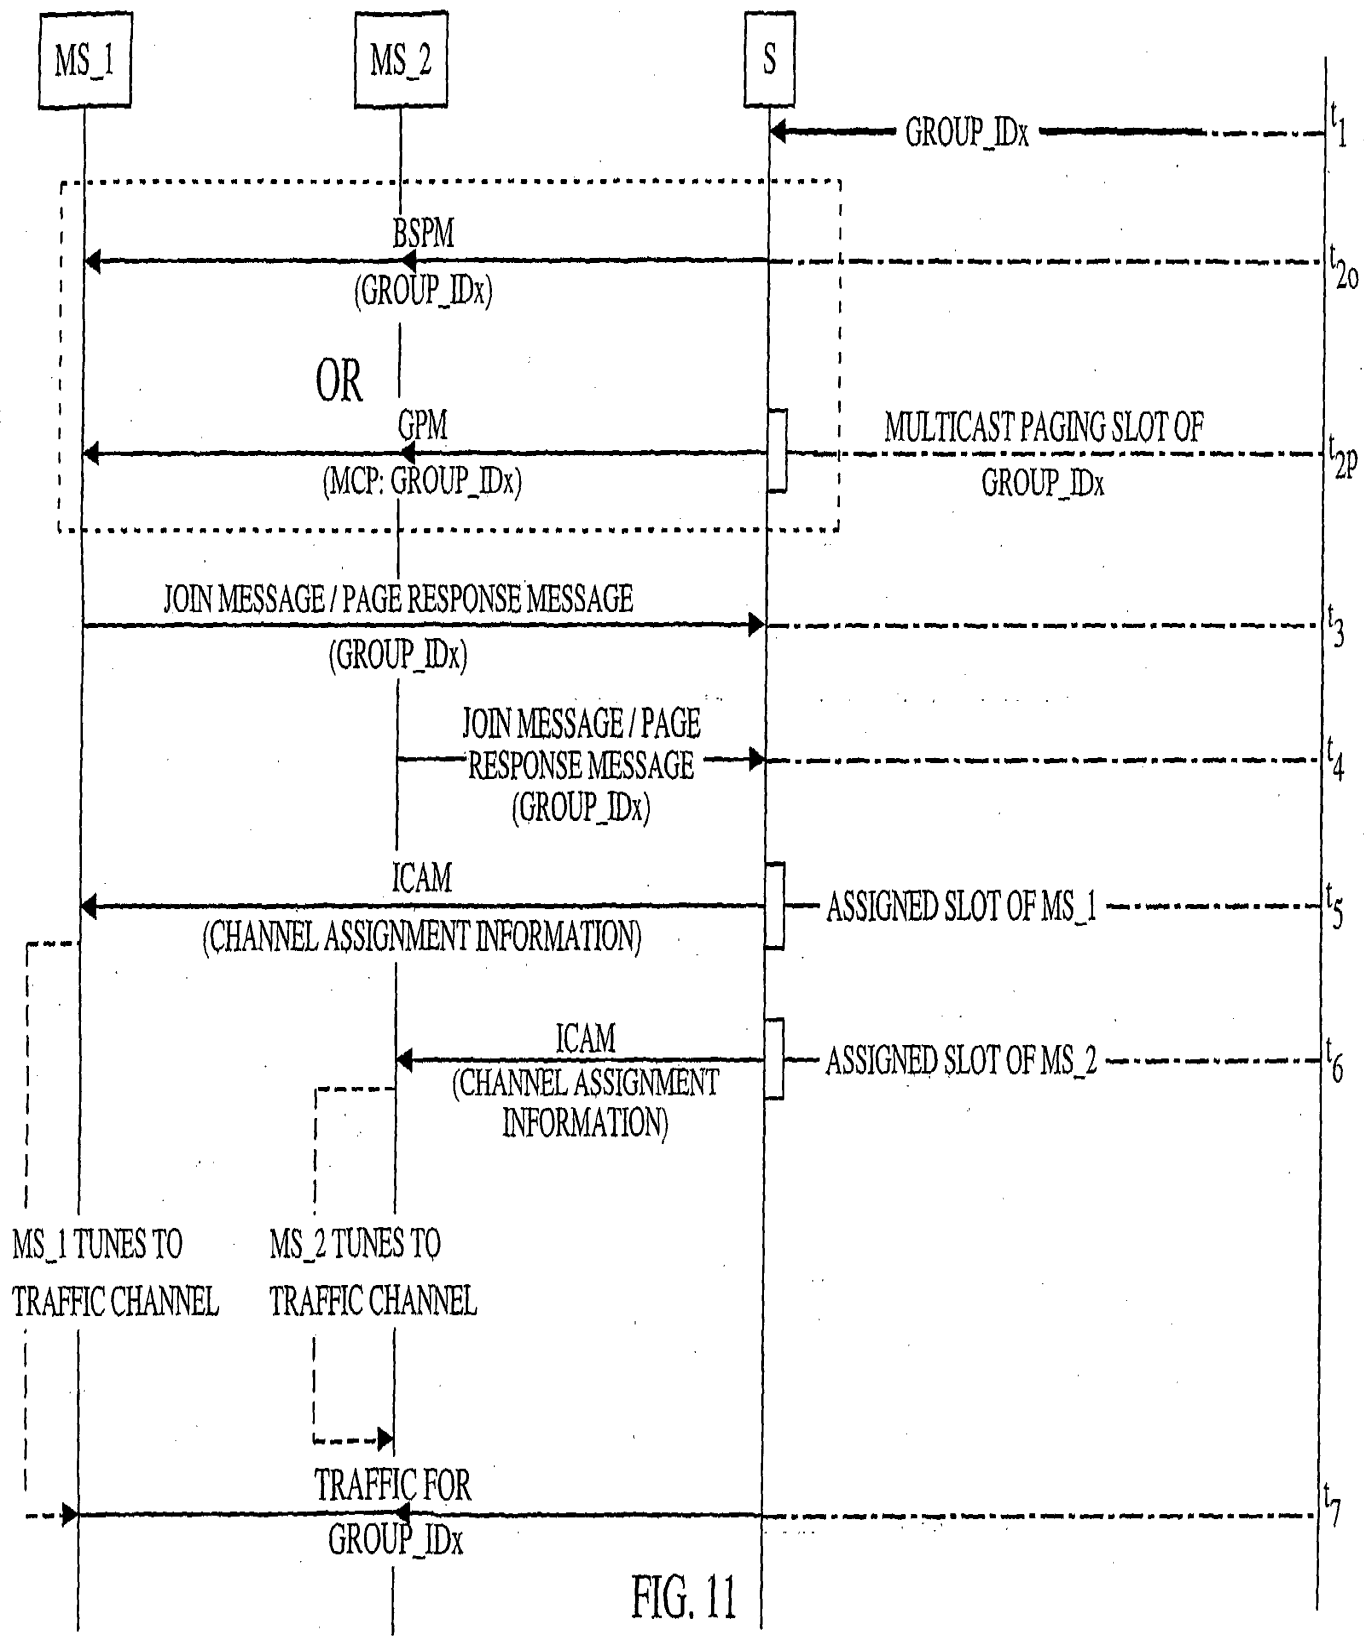 MS_1
MS_2
S
GROUP_IDx
t1
BSPM
(GROUP_IDx)
t2o
OR
GPM
(MCP: GROUP_IDx)
MULTICAST PAGING SLOT OF
GROUP_IDx
t2p
JOIN MESSAGE / PAGE RESPONSE MESSAGE
(GROUP_IDx)
t3
JOIN MESSAGE / PAGE
RESPONSE MESSAGE
(GROUP_IDx)
t4
ICAM
(CHANNEL ASSIGNMENT INFORMATION)
ASSIGNED SLOT OF MS_1
t5
ICAM
(CHANNEL ASSIGNMENT
INFORMATION)
ASSIGNED SLOT OF MS_2
t6
MS_1 TUNES TO
TRAFFIC CHANNEL
MS_2 TUNES TO
TRAFFIC CHANNEL
TRAFFIC FOR
GROUP_IDx
t7
FIG. 11